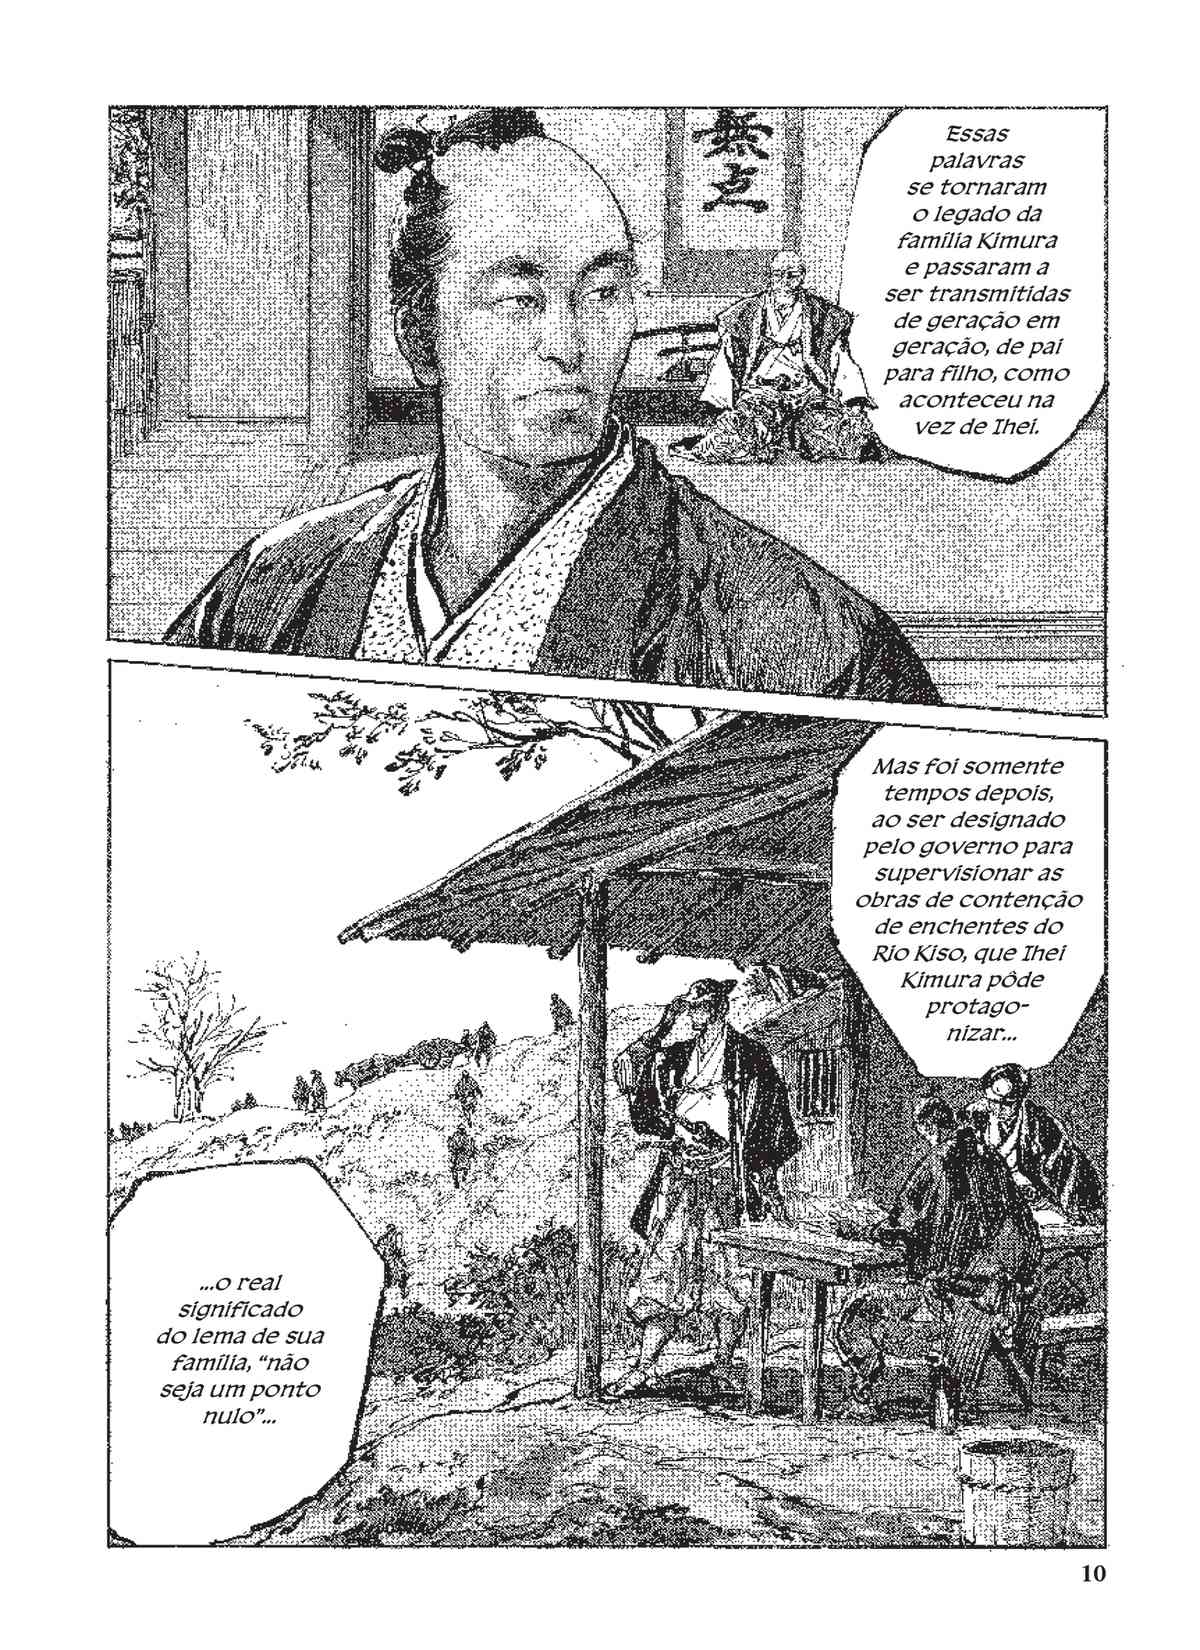 無
点
Essas
palavras
se tornaram
o legado da
família Kimura
e passaram a
ser transmitidas
de geração em
geração, de pai
para filho, como
aconteceu na
vez de Ihei.
Mas foi somente
tempos depois,
ao ser designado
pelo governo para
supervisionar as
obras de contenção
de enchentes do
Rio Kiso, que Ihei
Kimura pôde
protago-
nizar...
...o real
significado
do lema de sua
família, “não
seja um ponto
nulo”...
10